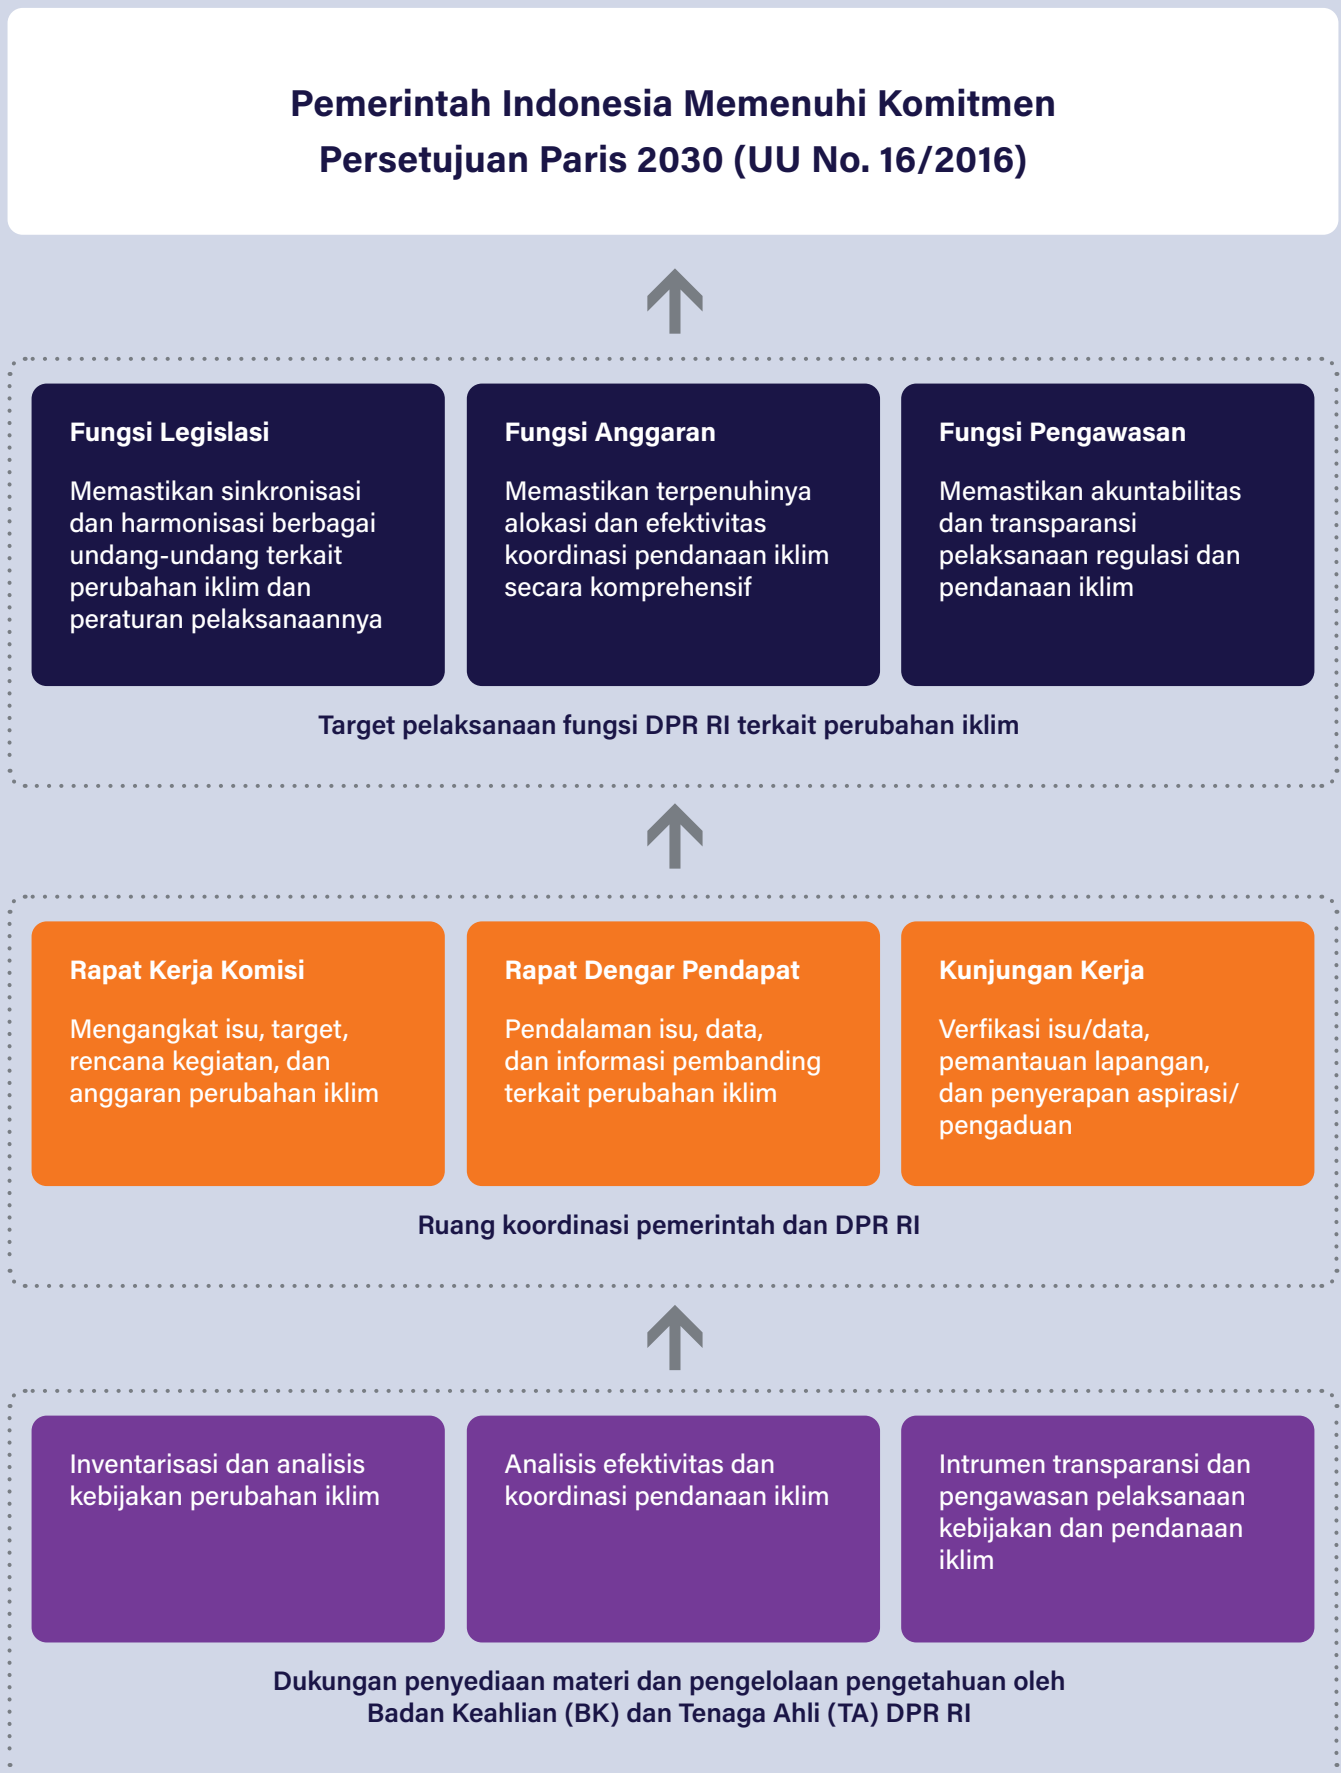 Pemerintah Indonesia Memenuhi Komitmen
Persetujuan Paris 2030 (UU No. 16/2016)
Fungsi Legislasi
Memastikan sinkronisasi
dan harmonisasi berbagai
undang-undang terkait
perubahan iklim dan
peraturan pelaksanaannya
Fungsi Anggaran
Memastikan terpenuhinya
alokasi dan efektivitas
koordinasi pendanaan iklim
secara komprehensif
Fungsi Pengawasan
Memastikan akuntabilitas
dan transparansi
pelaksanaan regulasi dan
pendanaan iklim
Target pelaksanaan fungsi DPR RI terkait perubahan iklim
Rapat Kerja Komisi
Mengangkat isu, target,
rencana kegiatan, dan
anggaran perubahan iklim
Rapat Dengar Pendapat
Pendalaman isu, data,
dan informasi pembanding
terkait perubahan iklim
Kunjungan Kerja
Verfikasi isu/data,
pemantauan lapangan,
dan penyerapan aspirasi/
pengaduan
Ruang koordinasi pemerintah dan DPR RI
Inventarisasi dan analisis
kebijakan perubahan iklim
Analisis efektivitas dan
koordinasi pendanaan iklim
Intrumen transparansi dan
pengawasan pelaksanaan
kebijakan dan pendanaan
iklim
Dukungan penyediaan materi dan pengelolaan pengetahuan oleh
Badan Keahlian (BK) dan Tenaga Ahli (TA) DPR RI